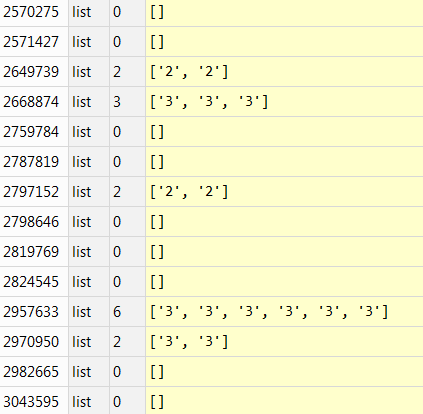 2570275 list 0 []
2571427 list 0 []
2649739 list 2 ['2', '2']
2668874 list 3 ['3', '3', '3']
2759784 list 0 []
2787819 list 0 []
2797152 list 2 ['2', '2']
2798646 list 0 []
2819769 list 0 []
2824545 list 0 []
2957633 list 6 ['3', '3', '3', '3', '3', '3']
2970950 list 2 ['3', '3']
2982665 list 0 []
3043595 list 0 []